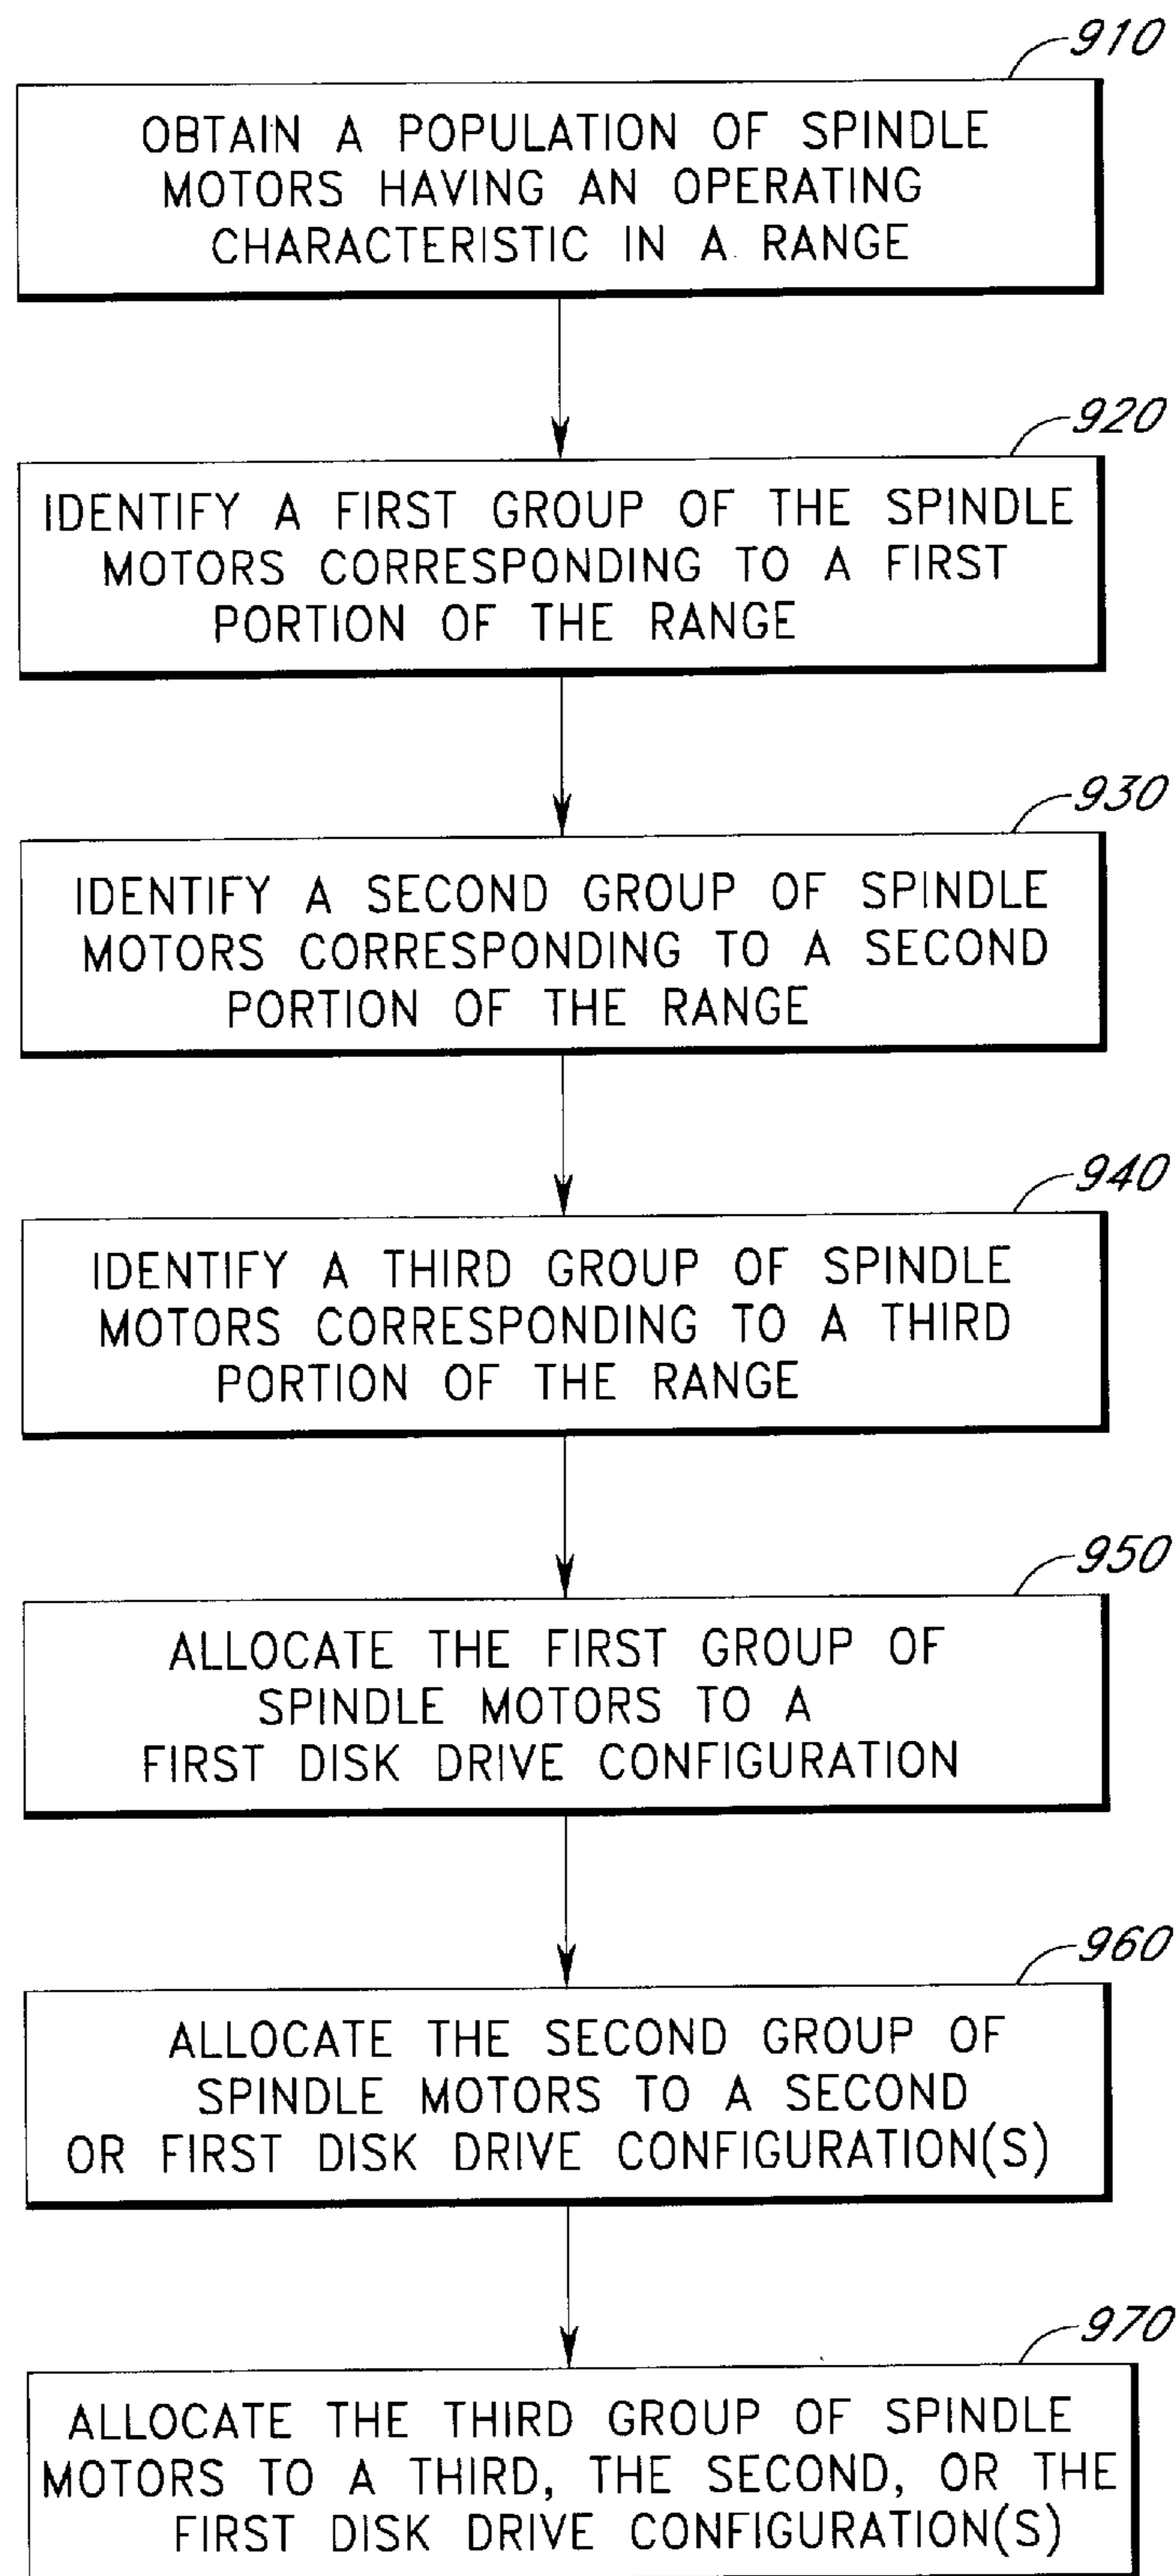 910
OBTAIN A POPULATION OF SPINDLE
MOTORS HAVING AN OPERATING
CHARACTERISTIC IN A RANGE
920
IDENTIFY A FIRST GROUP OF THE SPINDLE
MOTORS CORRESPONDING TO A FIRST
PORTION OF THE RANGE
930
IDENTIFY A SECOND GROUP OF SPINDLE
MOTORS CORRESPONDING TO A SECOND
PORTION OF THE RANGE
940
IDENTIFY A THIRD GROUP OF SPINDLE
MOTORS CORRESPONDING TO A THIRD
PORTION OF THE RANGE
950
ALLOCATE THE FIRST GROUP OF
SPINDLE MOTORS TO A
FIRST DISK DRIVE CONFIGURATION
960
ALLOCATE THE SECOND GROUP OF
SPINDLE MOTORS TO A SECOND
OR FIRST DISK DRIVE CONFIGURATION(S)
970
ALLOCATE THE THIRD GROUP OF SPINDLE
MOTORS TO A THIRD, THE SECOND, OR THE
FIRST DISK DRIVE CONFIGURATION(S)